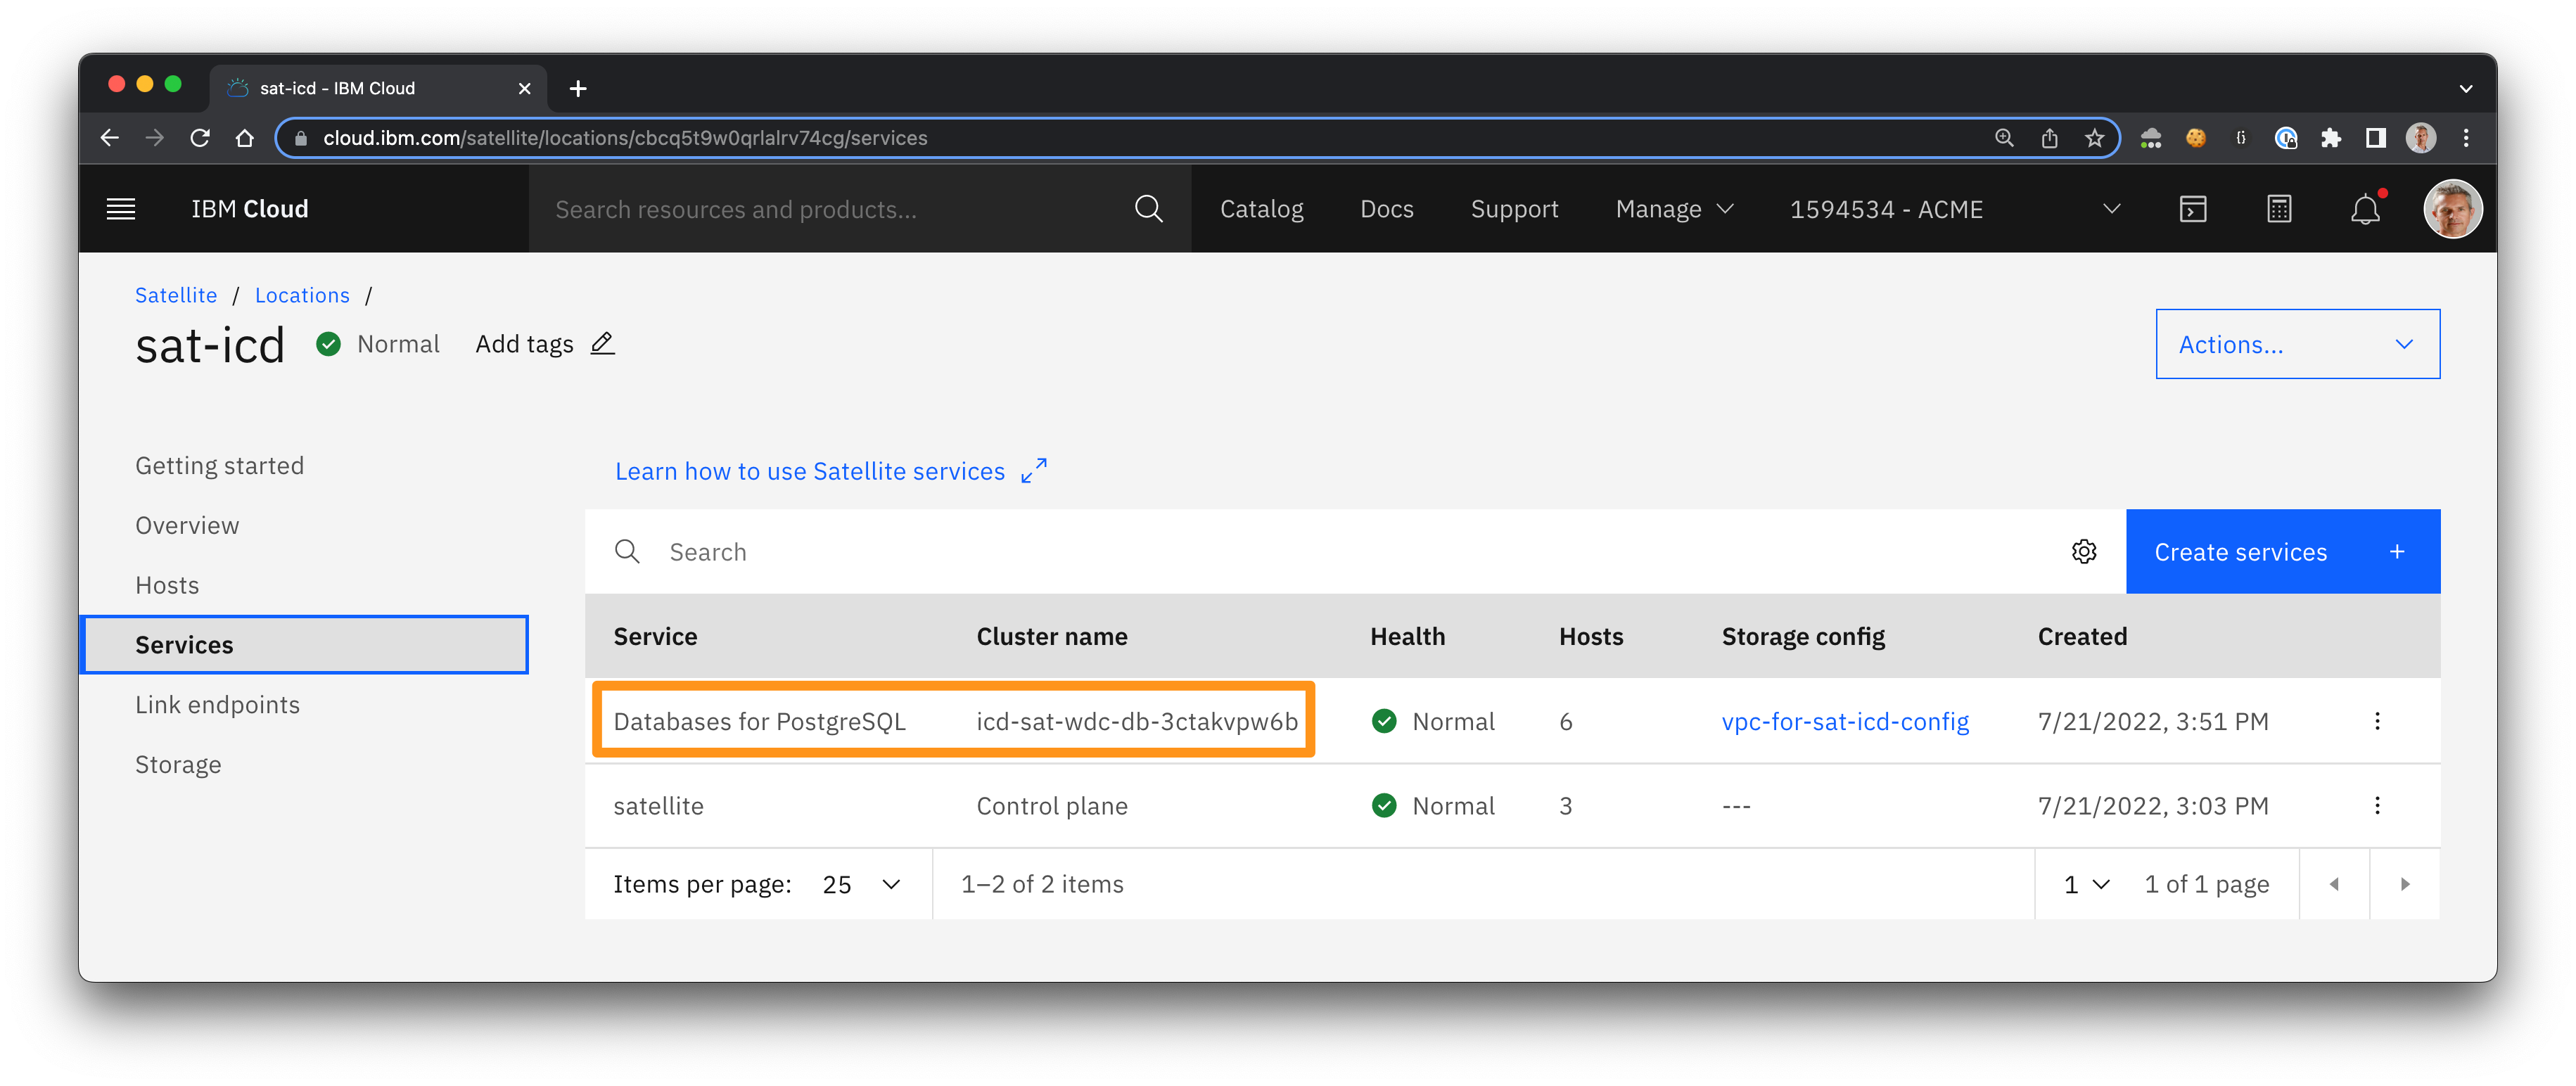 sat-icd - IBM Cloud
cloud.ibm.com/satellite/locations/cbcq5t9w0qrlalrv74cg/services
IBM Cloud
Search resources and products...
Catalog
Docs
Support
Manage
1594534 - ACME
Satellite / Locations /
sat-icd
Normal
Add tags
Actions...
Getting started
Overview
Hosts
Services
Link endpoints
Storage
Learn how to use Satellite services
Search
Create services +
Service Cluster name Health Hosts Storage config Created
Databases for PostgreSQL icd-sat-wdc-db-3ctakvpw6b Normal 6 vpc-for-sat-icd-config 7/21/2022, 3:51 PM
satellite Control plane Normal 3 --- 7/21/2022, 3:03 PM
Items per page: 25 1–2 of 2 items 1 1 of 1 page